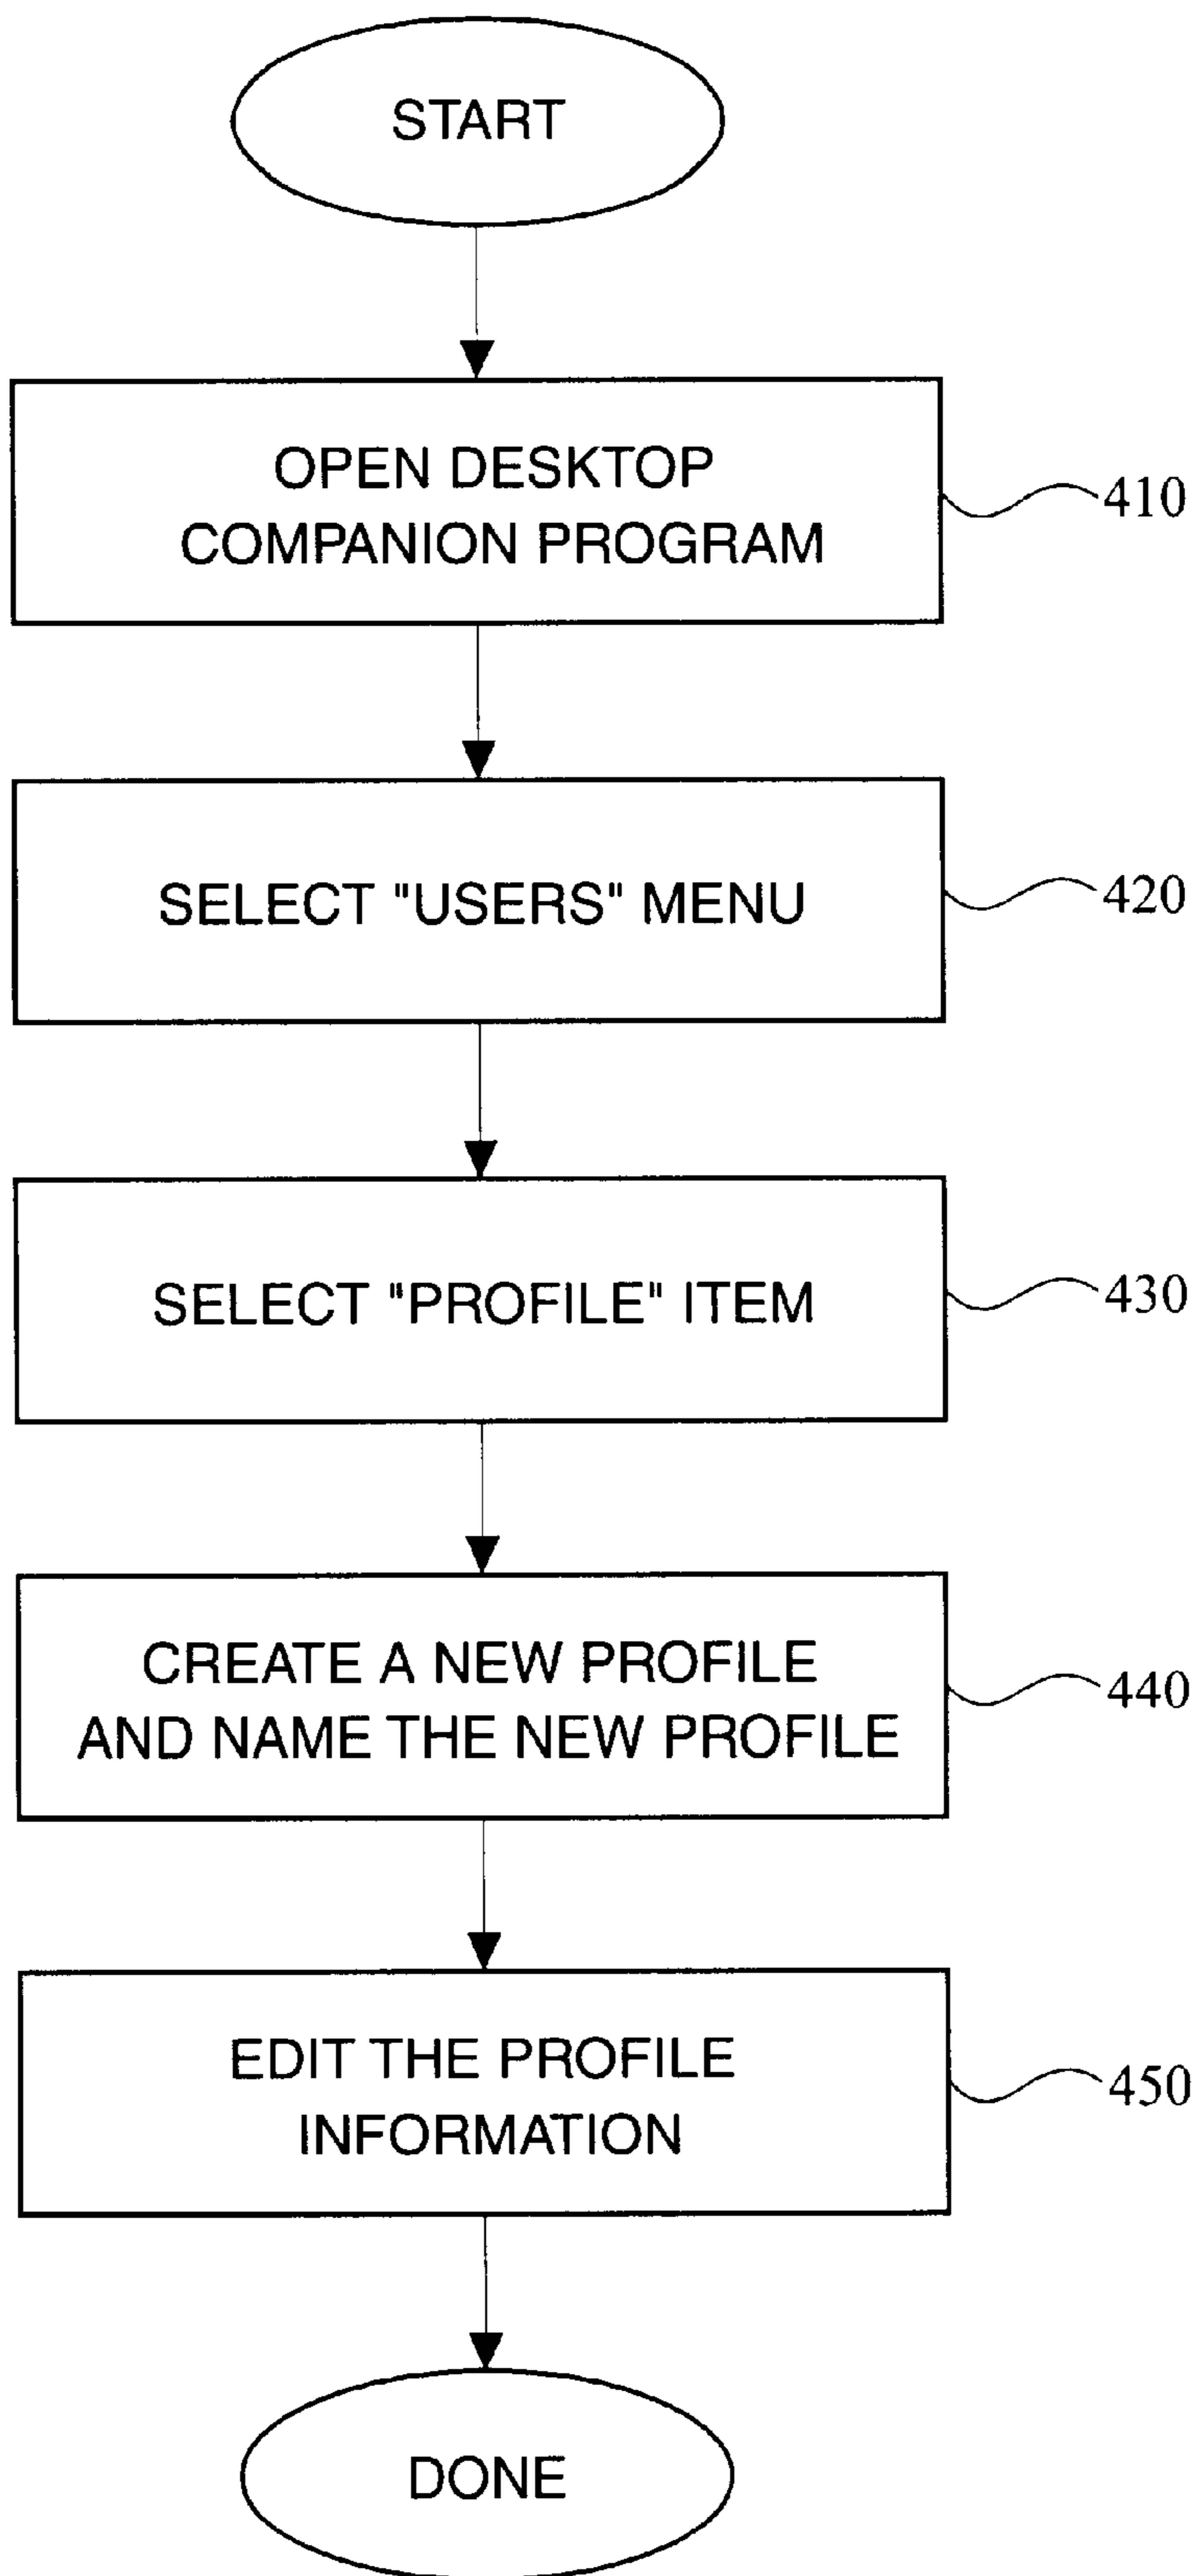 START
OPEN DESKTOP
COMPANION PROGRAM
410
SELECT "USERS" MENU
420
SELECT "PROFILE" ITEM
430
CREATE A NEW PROFILE
AND NAME THE NEW PROFILE
440
EDIT THE PROFILE
INFORMATION
450
DONE